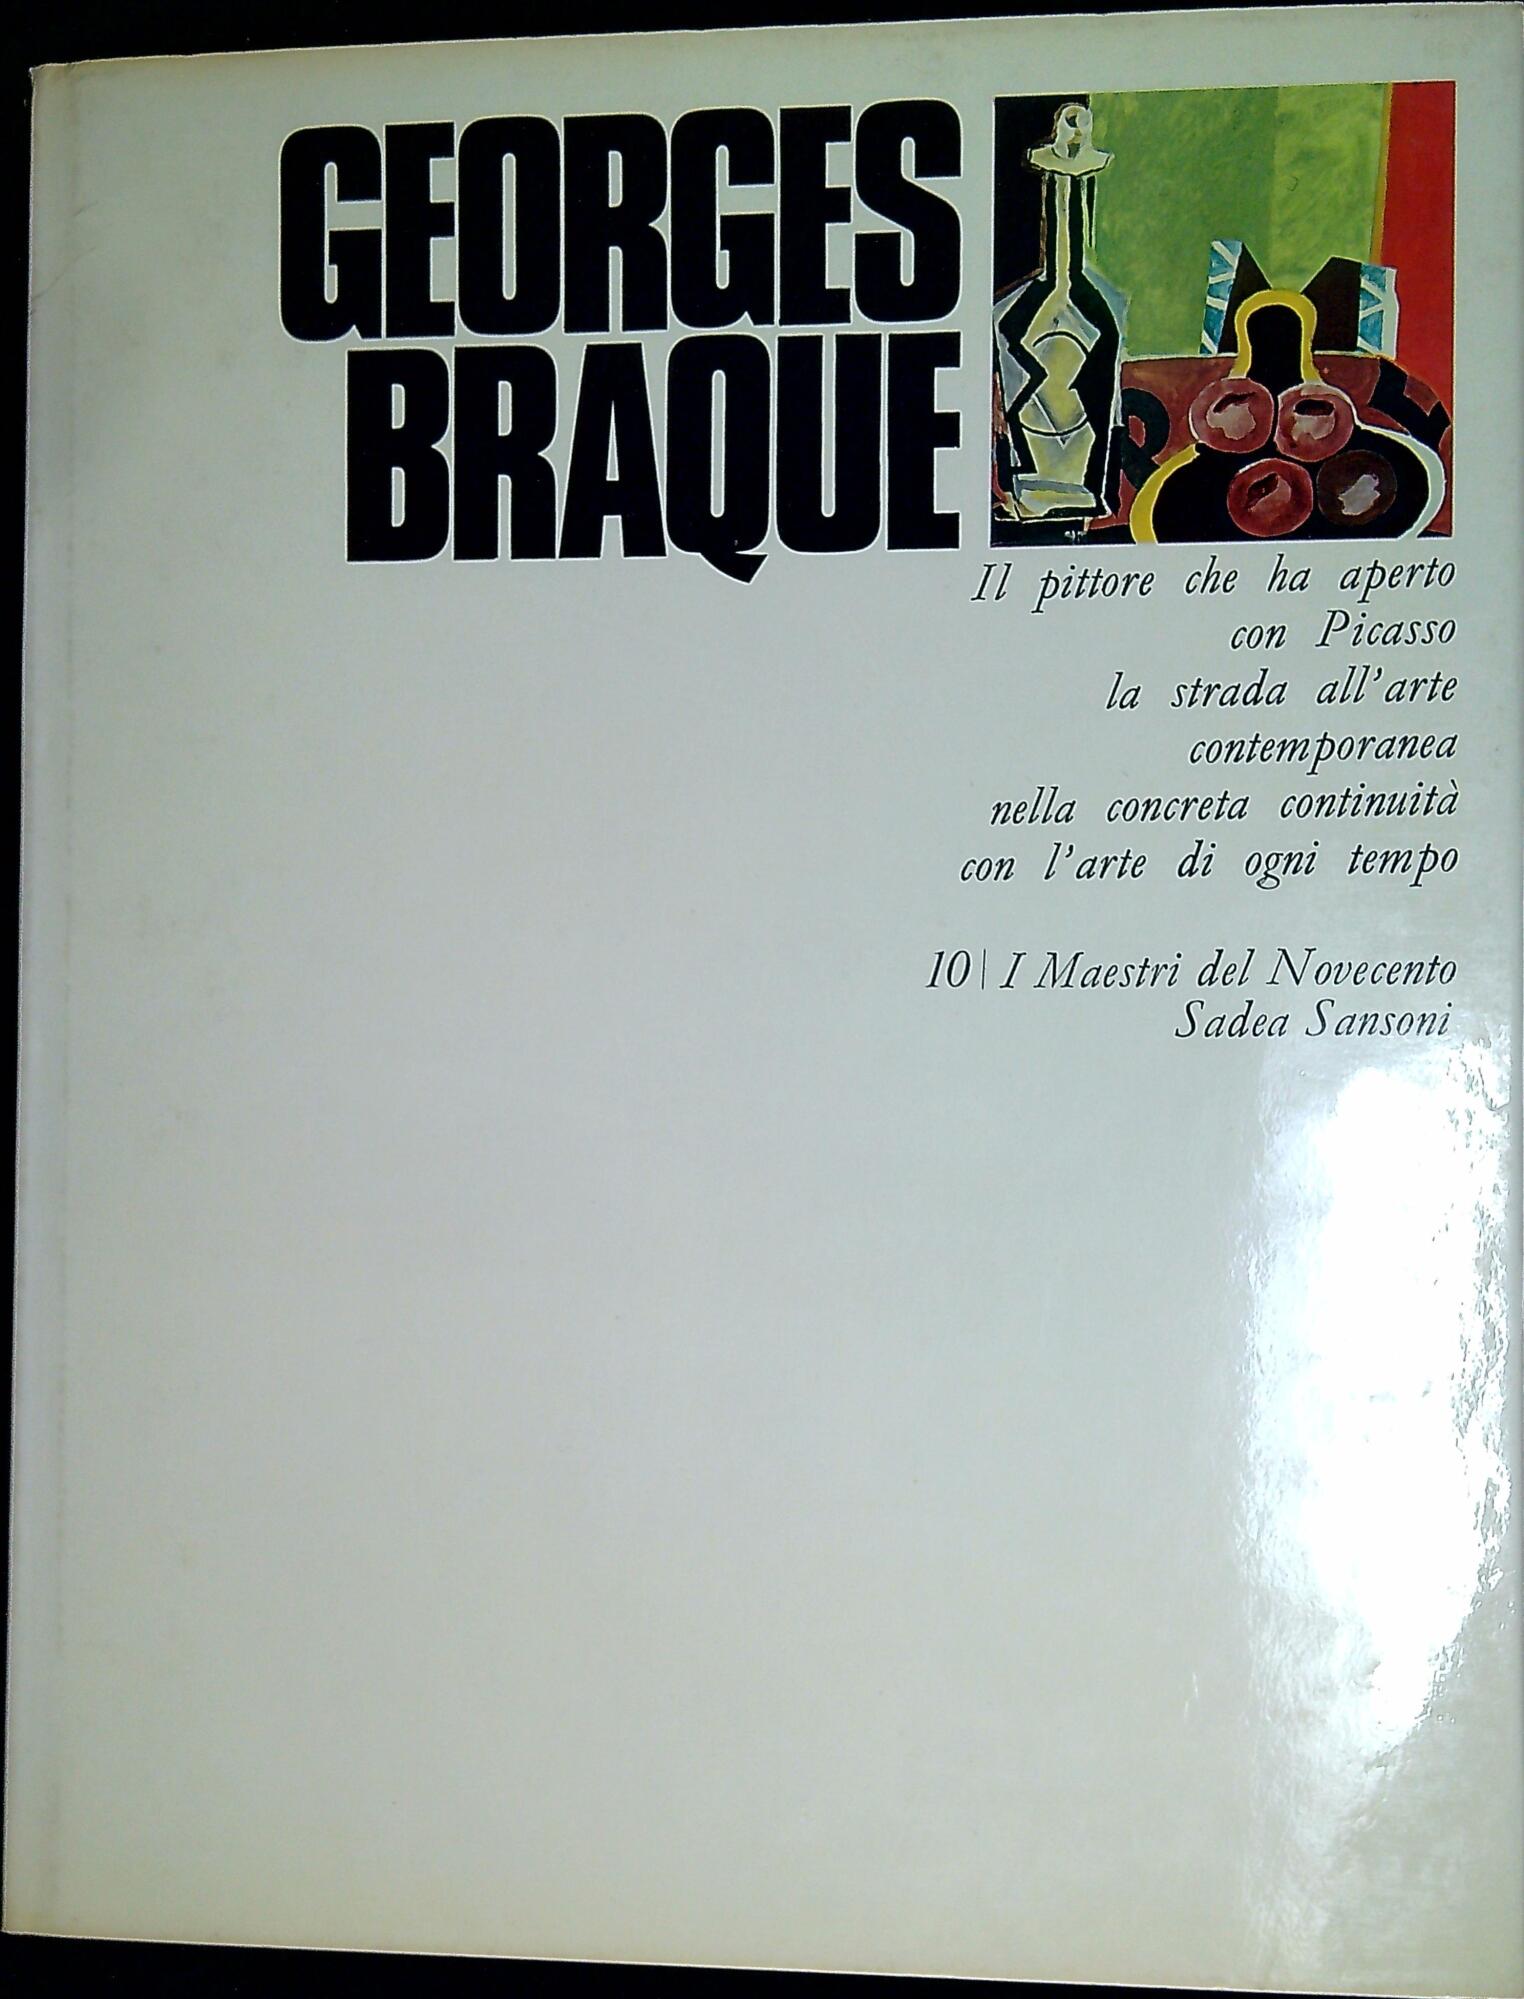 GEORGES
BRAQUE
Il pittore che ha aperto
con Picasso
la strada all'arte
contemporanea
nella concreta continuità
con l'arte di ogni tempo
10 | I Maestri del Novecento
Sadea Sansoni